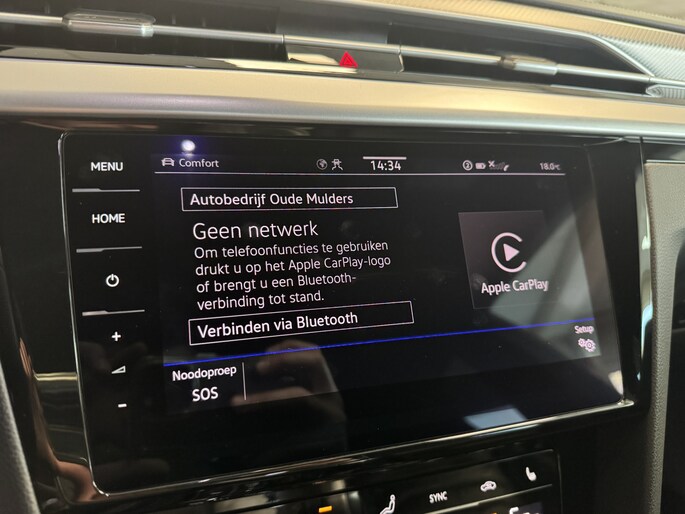 MENU
HOME
Comfort
14:34
2
18.0°C
Autobedrijf Oude Mulders
Geen netwerk
Om telefoonfuncties te gebruiken
drukt u op het Apple CarPlay-logo
of brengt u een Bluetooth-
verbinding tot stand.
Verbinden via Bluetooth
Apple CarPlay
Setup
Noodoproep
SOS
SYNC